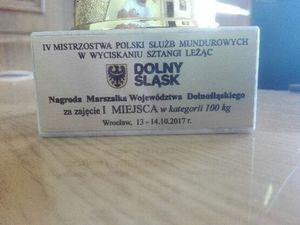 IV MISTRZOSTWA POLSKI SŁUŻB MUNDUROWYCH
W WYCISKANIU SZTANGI LEŻĄC
DOLNY
ŚLĄSK
Nagroda Marszałka Województwa Dolnośląskiego
za zajęcie I MIEJSCA w kategorii 100 kg
Wrocław, 13 - 14.10.2017 r.